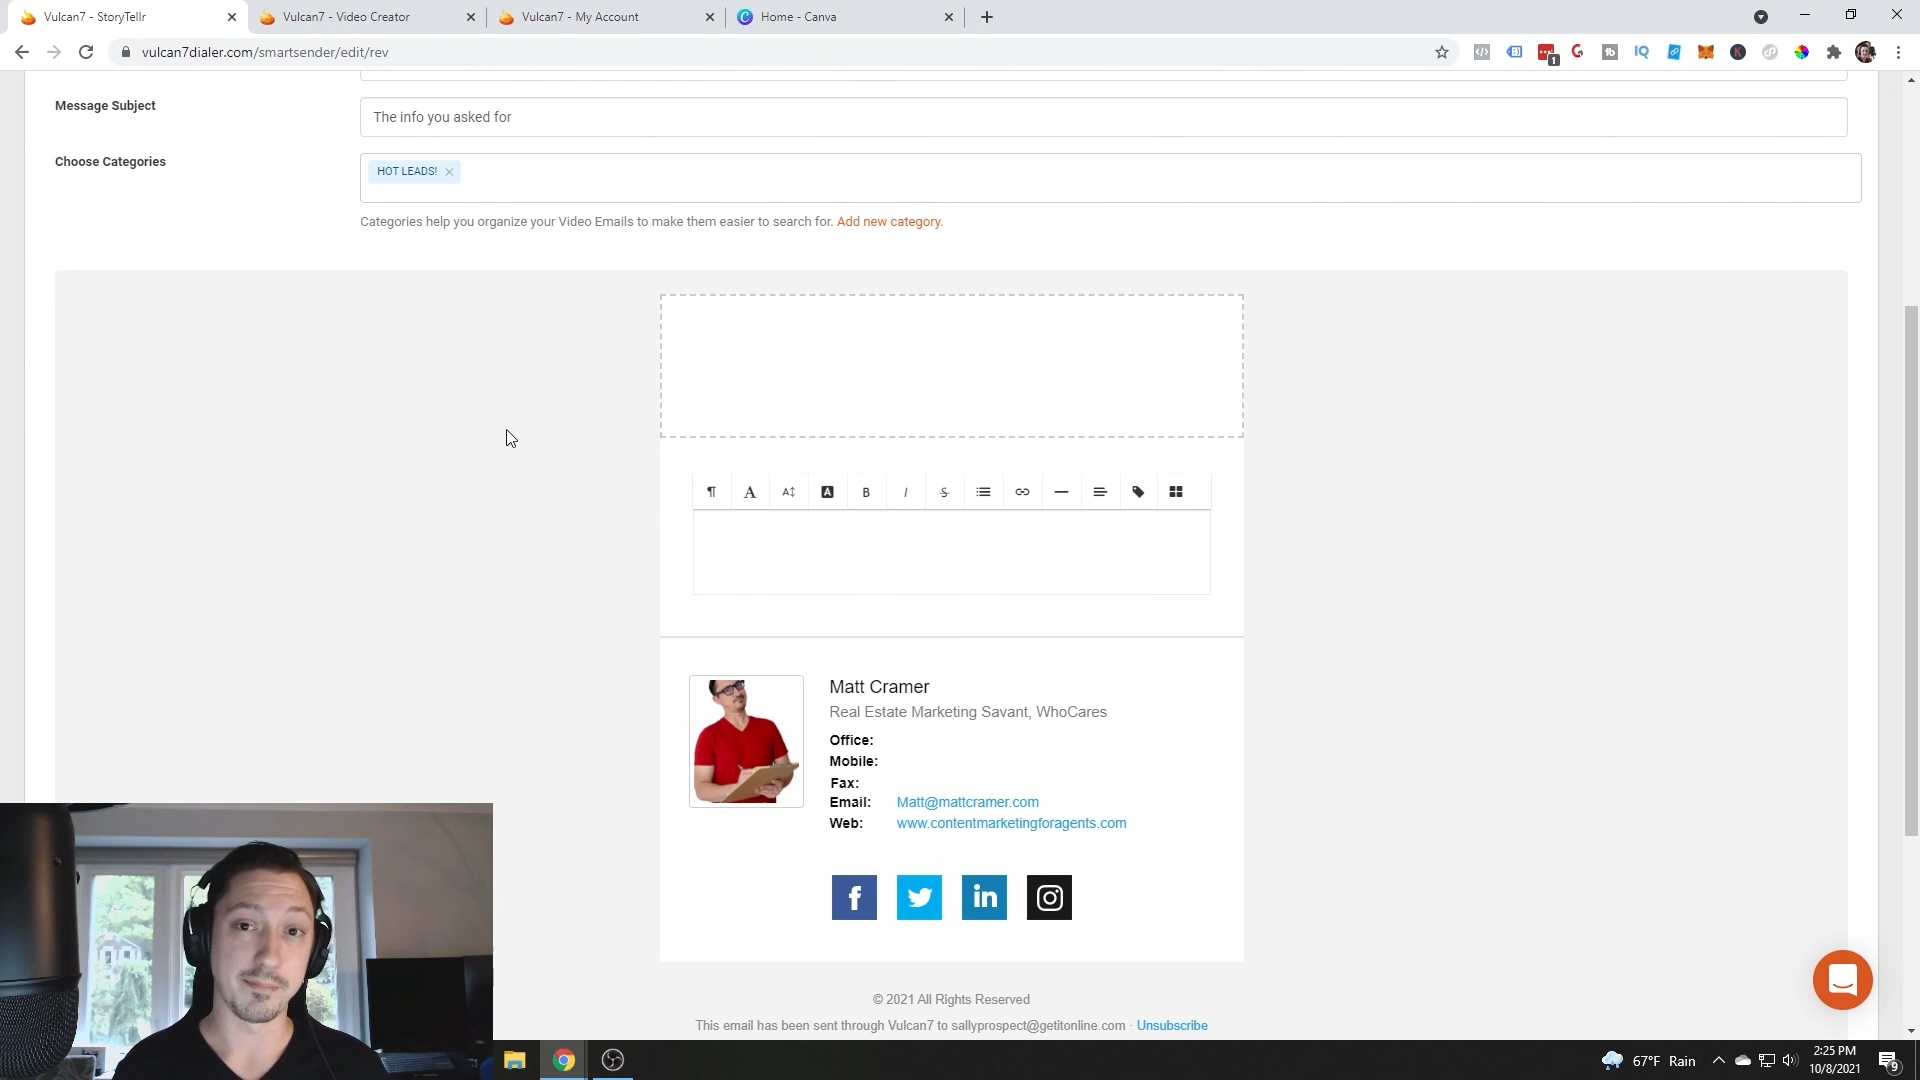 Vulcan7 - StoryTellr
Vulcan7 - Video Creator
Vulcan7 - My Account
Home - Canva
vulcan7dialer.com/smartsender/edit/rev
1
Message Subject
The info you asked for
Choose Categories
HOT LEADS!
Categories help you organize your Video Emails to make them easier to search for. Add new category.
Matt Cramer
Real Estate Marketing Savant, WhoCares
Office:
Mobile:
Fax:
Email: Matt@mattcramer.com
Web: www.contentmarketingforagents.com
© 2021 All Rights Reserved
This email has been sent through Vulcan7 to sallyprospect@getitonline.com · Unsubscribe
67°F Rain
2:25 PM
10/8/2021
9